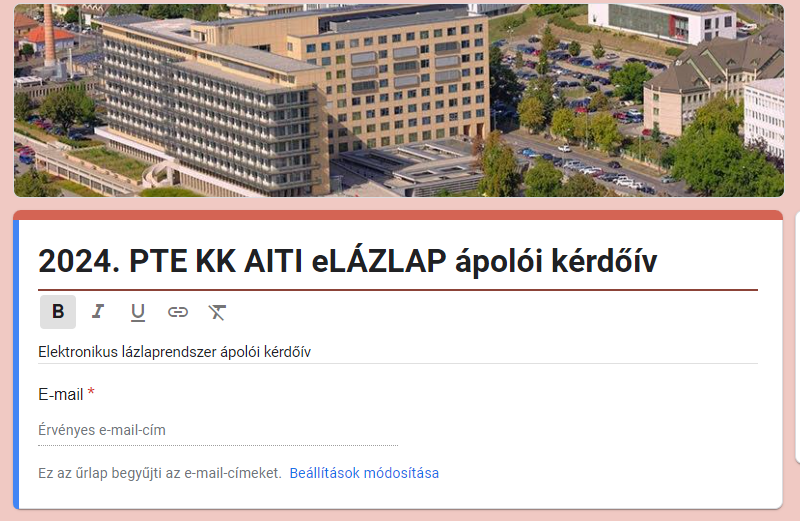 2024. PTE KK AITI eLÁZLAP ápolói kérdőív
B I U
Elektronikus lázlaprendszer ápolói kérdőív
E-mail *
Érvényes e-mail-cím
Ez az űrlap begyűjti az e-mail-címeket. Beállítások módosítása